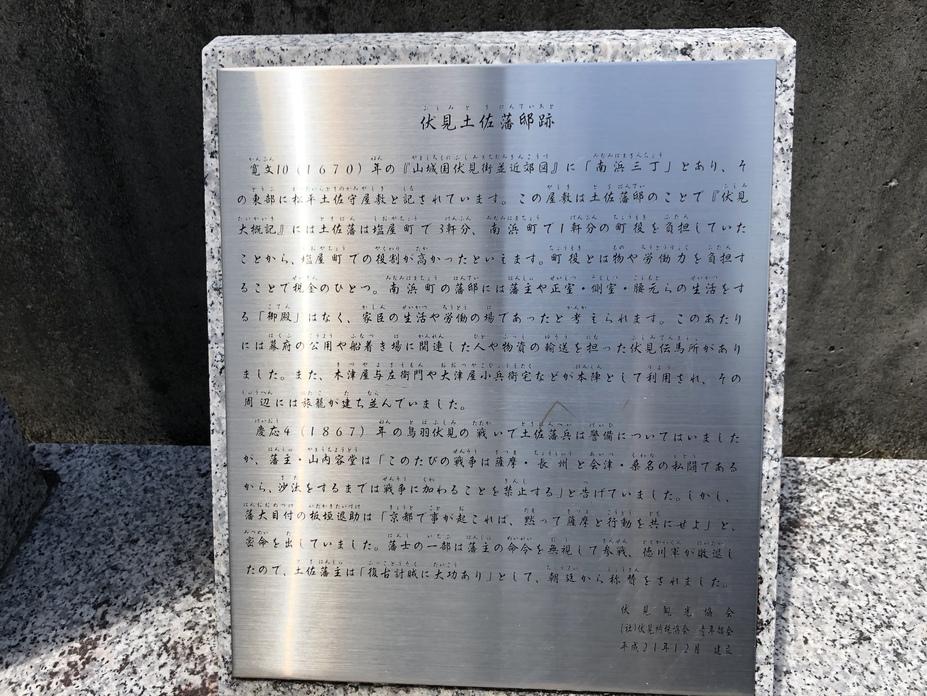 伏見土佐藩邸跡
寛文10(1670)年の『山城国伏見街並近郊図』に「南浜三丁」とあり、そ
の東部に松平土佐守屋敷と記されています。この屋敷は土佐藩邸のことで『伏見
大概記』には土佐藩は塩屋町で3軒分、南浜町で1軒分の町役を負担していた
ことから、塩屋町での役割が高かったといえます。町役とは物や労働力を負担す
ることで税金のひとつ。南浜町の藩邸には藩主や正室・側室・腰元らの生活をす
る「御殿」はなく、家臣の生活や労働の場であったと考えられます。このあたり
には幕府の公用や船着き場に関連した人や物資の輸送を担った伏見伝馬所があり
ました。また、木津屋与左衛門や大津屋小兵衛宅などが本陣として利用され、その
周辺には旅籠が建ち並んでいました。
慶応4(1867)年の鳥羽伏見の戦いで土佐藩兵は警備についてはいました
が、藩主・山内容堂は「このたびの戦争は薩摩・長州と会津・桑名の私闘である
から、沙汰をするまでは戦争に加わることを禁止する」と告げていました。しかし、
藩大目付の板垣退助は「京都で事が起これば、黙って薩摩と行動を共にせよ」と、
密命を出していました。藩士の一部は藩主の命令を無視して参戦、徳川軍が敗退し
たので、土佐藩主は「復古討賊に大功あり」として、朝廷から称賛をされました。
伏見観光協会
(社)伏見納税協会 青年部会
平成21年12月 建立